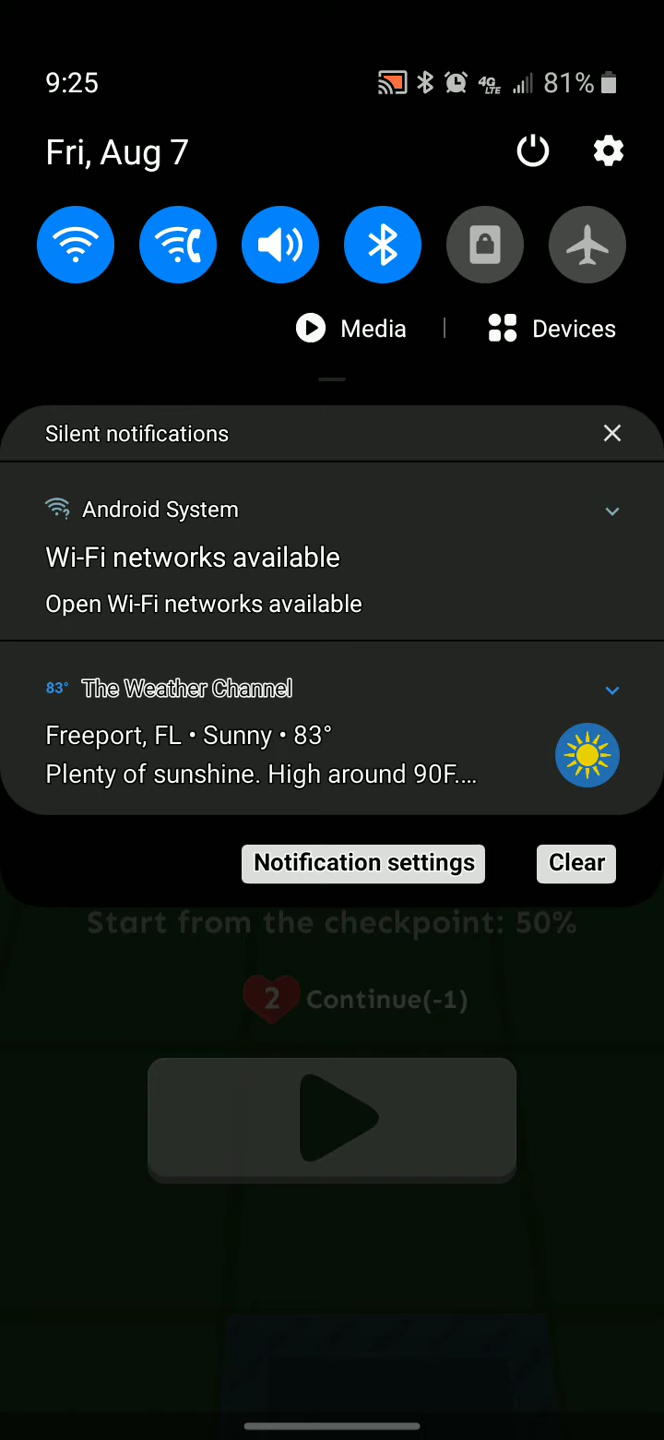 9:25
4G LTE 81%
Fri, Aug 7
Media | Devices
Silent notifications
Android System
Wi-Fi networks available
Open Wi-Fi networks available
83° The Weather Channel
Freeport, FL • Sunny • 83°
Plenty of sunshine. High around 90F....
Notification settings Clear
Start from the checkpoint: 50%
2 Continue(-1)